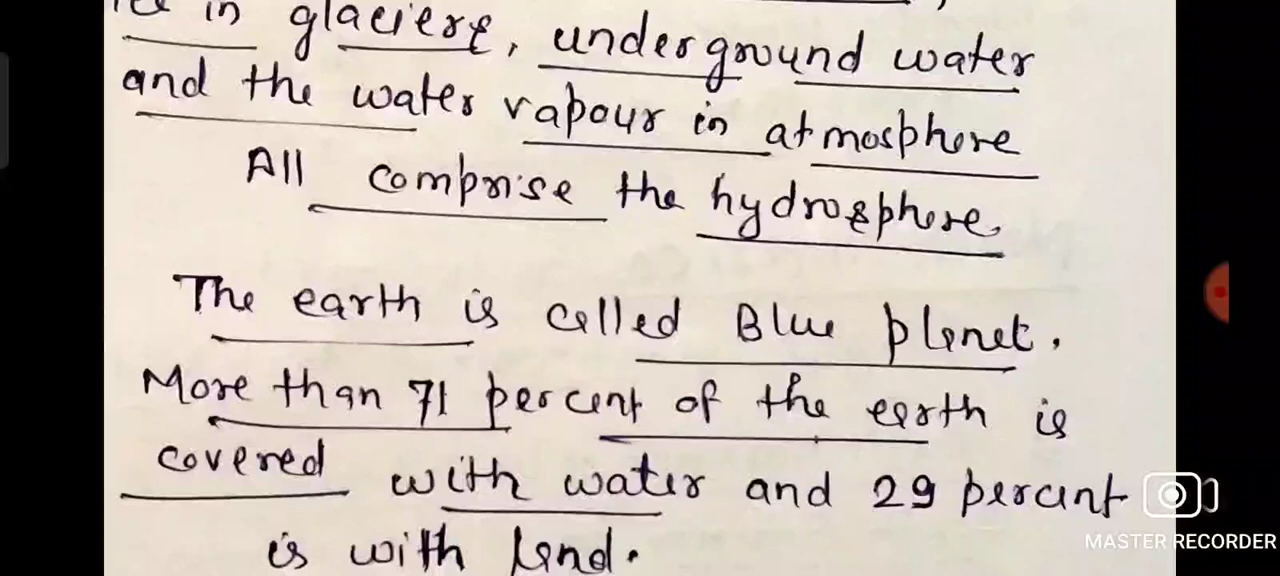 in glaciers, underground water
and the water vapour in atmosphere
All comprise the hydrosphere.
The earth is called Blue planet.
More than 71 percent of the earth is
covered with water and 29 percent
is with land.
MASTER RECORDER